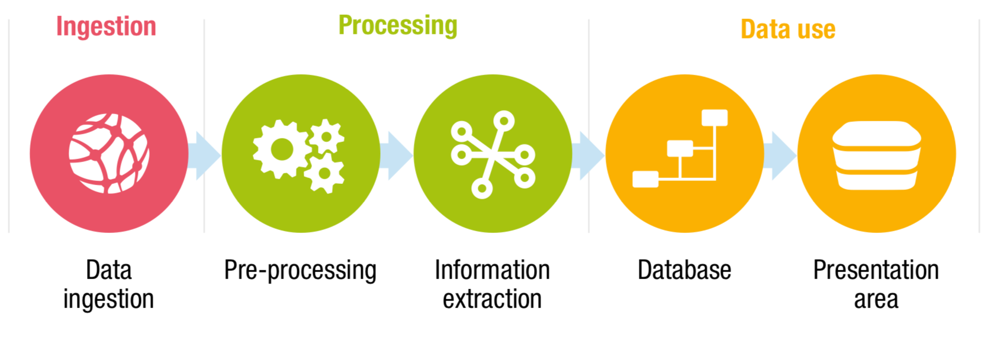 Ingestion
Processing
Data use
Data
ingestion
Pre-processing
Information
extraction
Database
Presentation
area